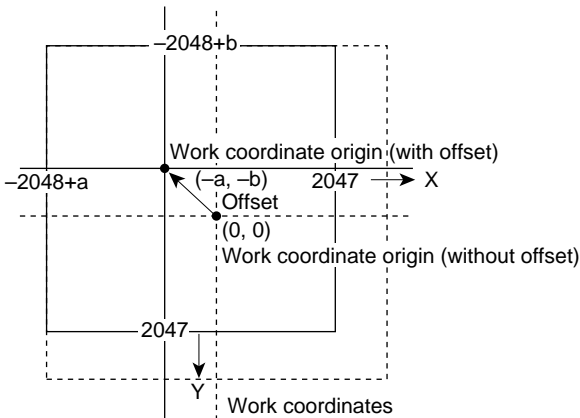 –2048+b
Work coordinate origin (with offset)
–2048+a
(–a, –b)
2047
X
Offset
(0, 0)
Work coordinate origin (without offset)
2047
Y
Work coordinates